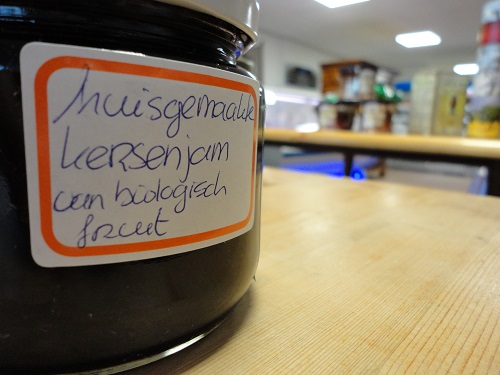 huisgemaakte
kersenjam
van biologisch
fruit